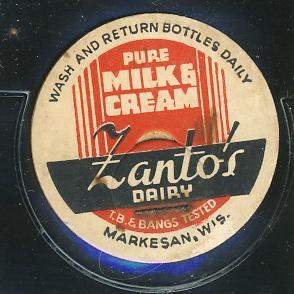 WASH AND RETURN BOTTLES DAILY
PURE
MILK &
CREAM
Zanto's
DAIRY
T.B. & BANGS TESTED
MARKESAN, WIS.